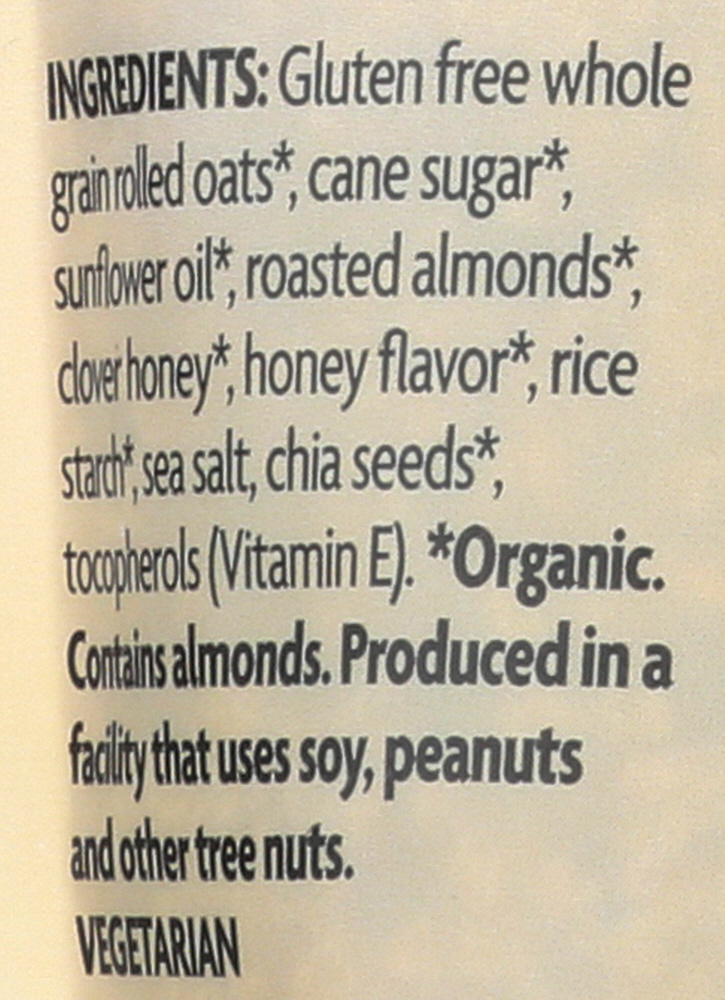 INGREDIENTS: Gluten free whole
grain rolled oats*, cane sugar*,
sunflower oil*, roasted almonds*,
clover honey*, honey flavor*, rice
starch*, sea salt, chia seeds*,
tocopherols (Vitamin E). *Organic.
Contains almonds. Produced in a
facility that uses soy, peanuts
and other tree nuts.
VEGETARIAN